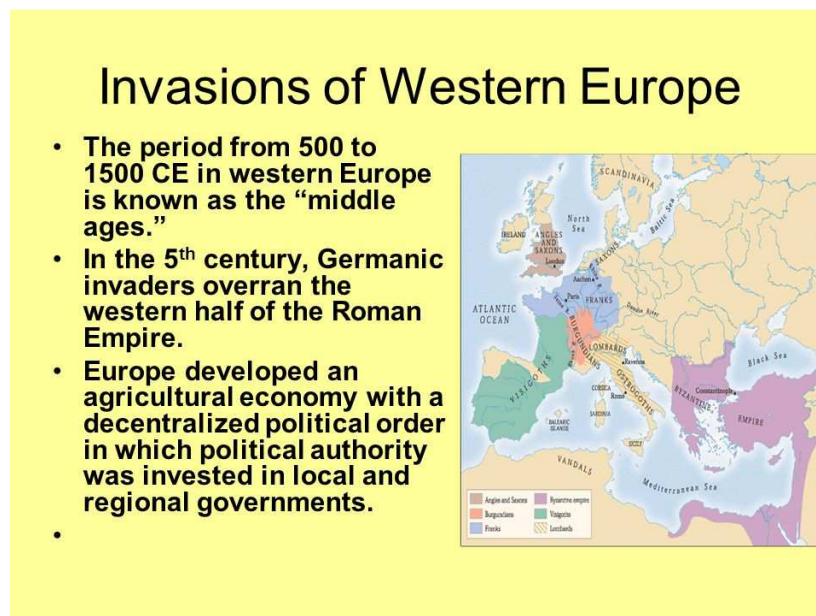 Invasions of Western Europe
• The period from 500 to
1500 CE in western Europe
is known as the “middle
ages.”
• In the 5th century, Germanic
invaders overran the
western half of the Roman
Empire.
• Europe developed an
agricultural economy with a
decentralized political order
in which political authority
was invested in local and
regional governments.
•
SCANDINAVIA
North
Sea
Baltic Sea
IRELAND
ANGLES
AND
SAXONS
London
SAXONS
Aachen
Paris
FRANKS
ATLANTIC
OCEAN
BURGUNDIANS
LOMBARDS
Ravenna
OSTROGOTHS
VISIGOTHS
CORSICA
Rome
SARDINIA
BALEARIC
ISLANDS
SICILY
Black Sea
Constantinople
BYZANTINE
EMPIRE
VANDALS
Mediterranean Sea
Angles and Saxons
Burgundians
Franks
Byzantine empire
Visigoths
Lombards